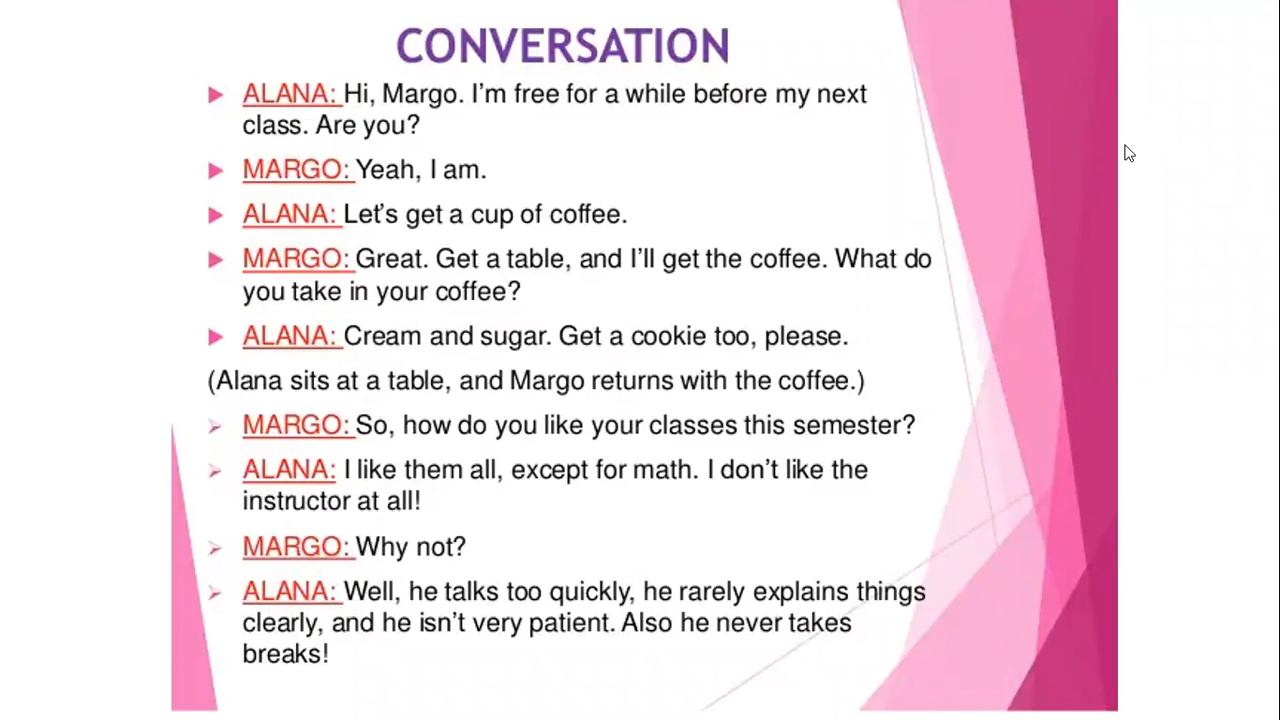 CONVERSATION
ALANA: Hi, Margo. I'm free for a while before my next
class. Are you?
MARGO: Yeah, I am.
ALANA: Let's get a cup of coffee.
MARGO: Great. Get a table, and I'll get the coffee. What do
you take in your coffee?
ALANA: Cream and sugar. Get a cookie too, please.
(Alana sits at a table, and Margo returns with the coffee.)
MARGO: So, how do you like your classes this semester?
ALANA: I like them all, except for math. I don't like the
instructor at all!
MARGO: Why not?
ALANA: Well, he talks too quickly, he rarely explains things
clearly, and he isn't very patient. Also he never takes
breaks!